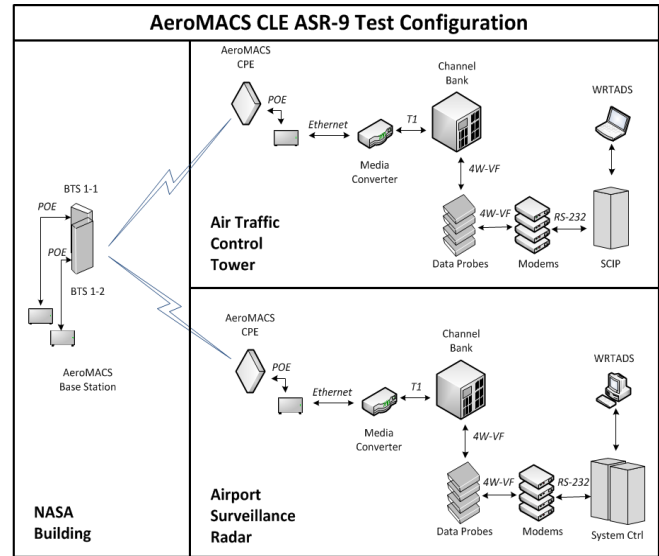 AeroMACS CLE ASR-9 Test Configuration
BTS 1-1
POE
POE
BTS 1-2
AeroMACS
Base Station
NASA
Building
AeroMACS
CPE
POE
Ethernet
Media
Converter
T1
Channel
Bank
4W-VF
Data Probes
4W-VF
Modems
RS-232
WRTADS
SCIP
Air Traffic
Control
Tower
AeroMACS
CPE
POE
Ethernet
Media
Converter
T1
Channel
Bank
4W-VF
Data Probes
4W-VF
Modems
RS-232
WRTADS
System Ctrl
Airport
Surveillance
Radar